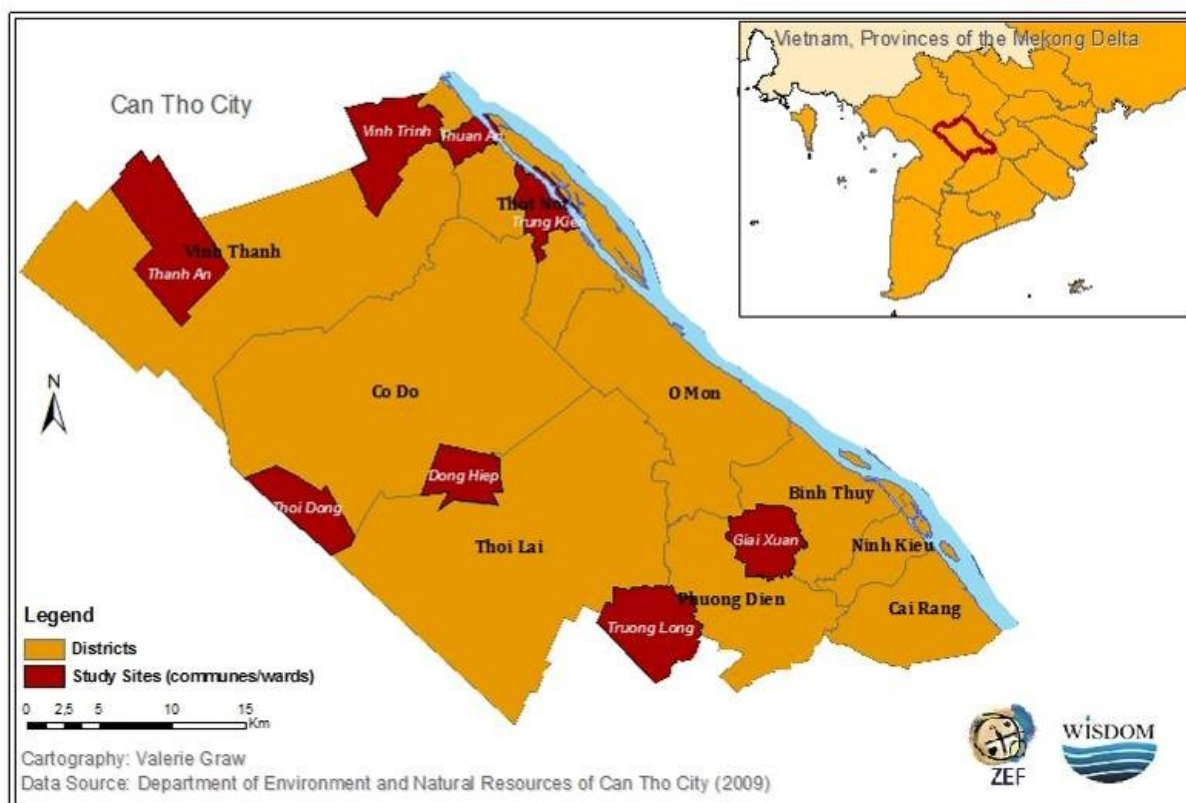 Vietnam, Provinces of the Mekong Delta
Can Tho City
Vinh Trinh
Thuan An
Thot Not
Trung Kien
Vinh Thanh
Thanh An
N
Co Do
O Mon
Dong Hiep
Thoi Dong
Binh Thuy
Giai Xuan
Ninh Kieu
Thoi Lai
Phuong Dien
Cai Rang
Truong Long
Legend
Districts
Study Sites (communes/wards)
0 2,5 5 10 15
Km
Cartography: Valerie Graw
Data Source: Department of Environment and Natural Resources of Can Tho City (2009)
ZEF
WISDOM